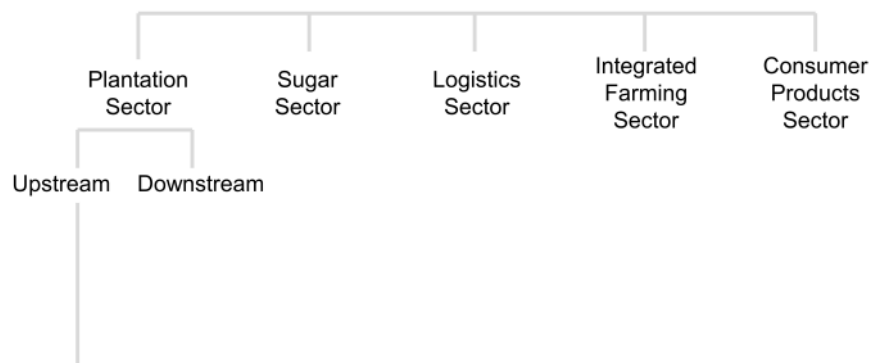 Plantation
Sector
Sugar
Sector
Logistics
Sector
Integrated
Farming
Sector
Consumer
Products
Sector
Upstream
Downstream